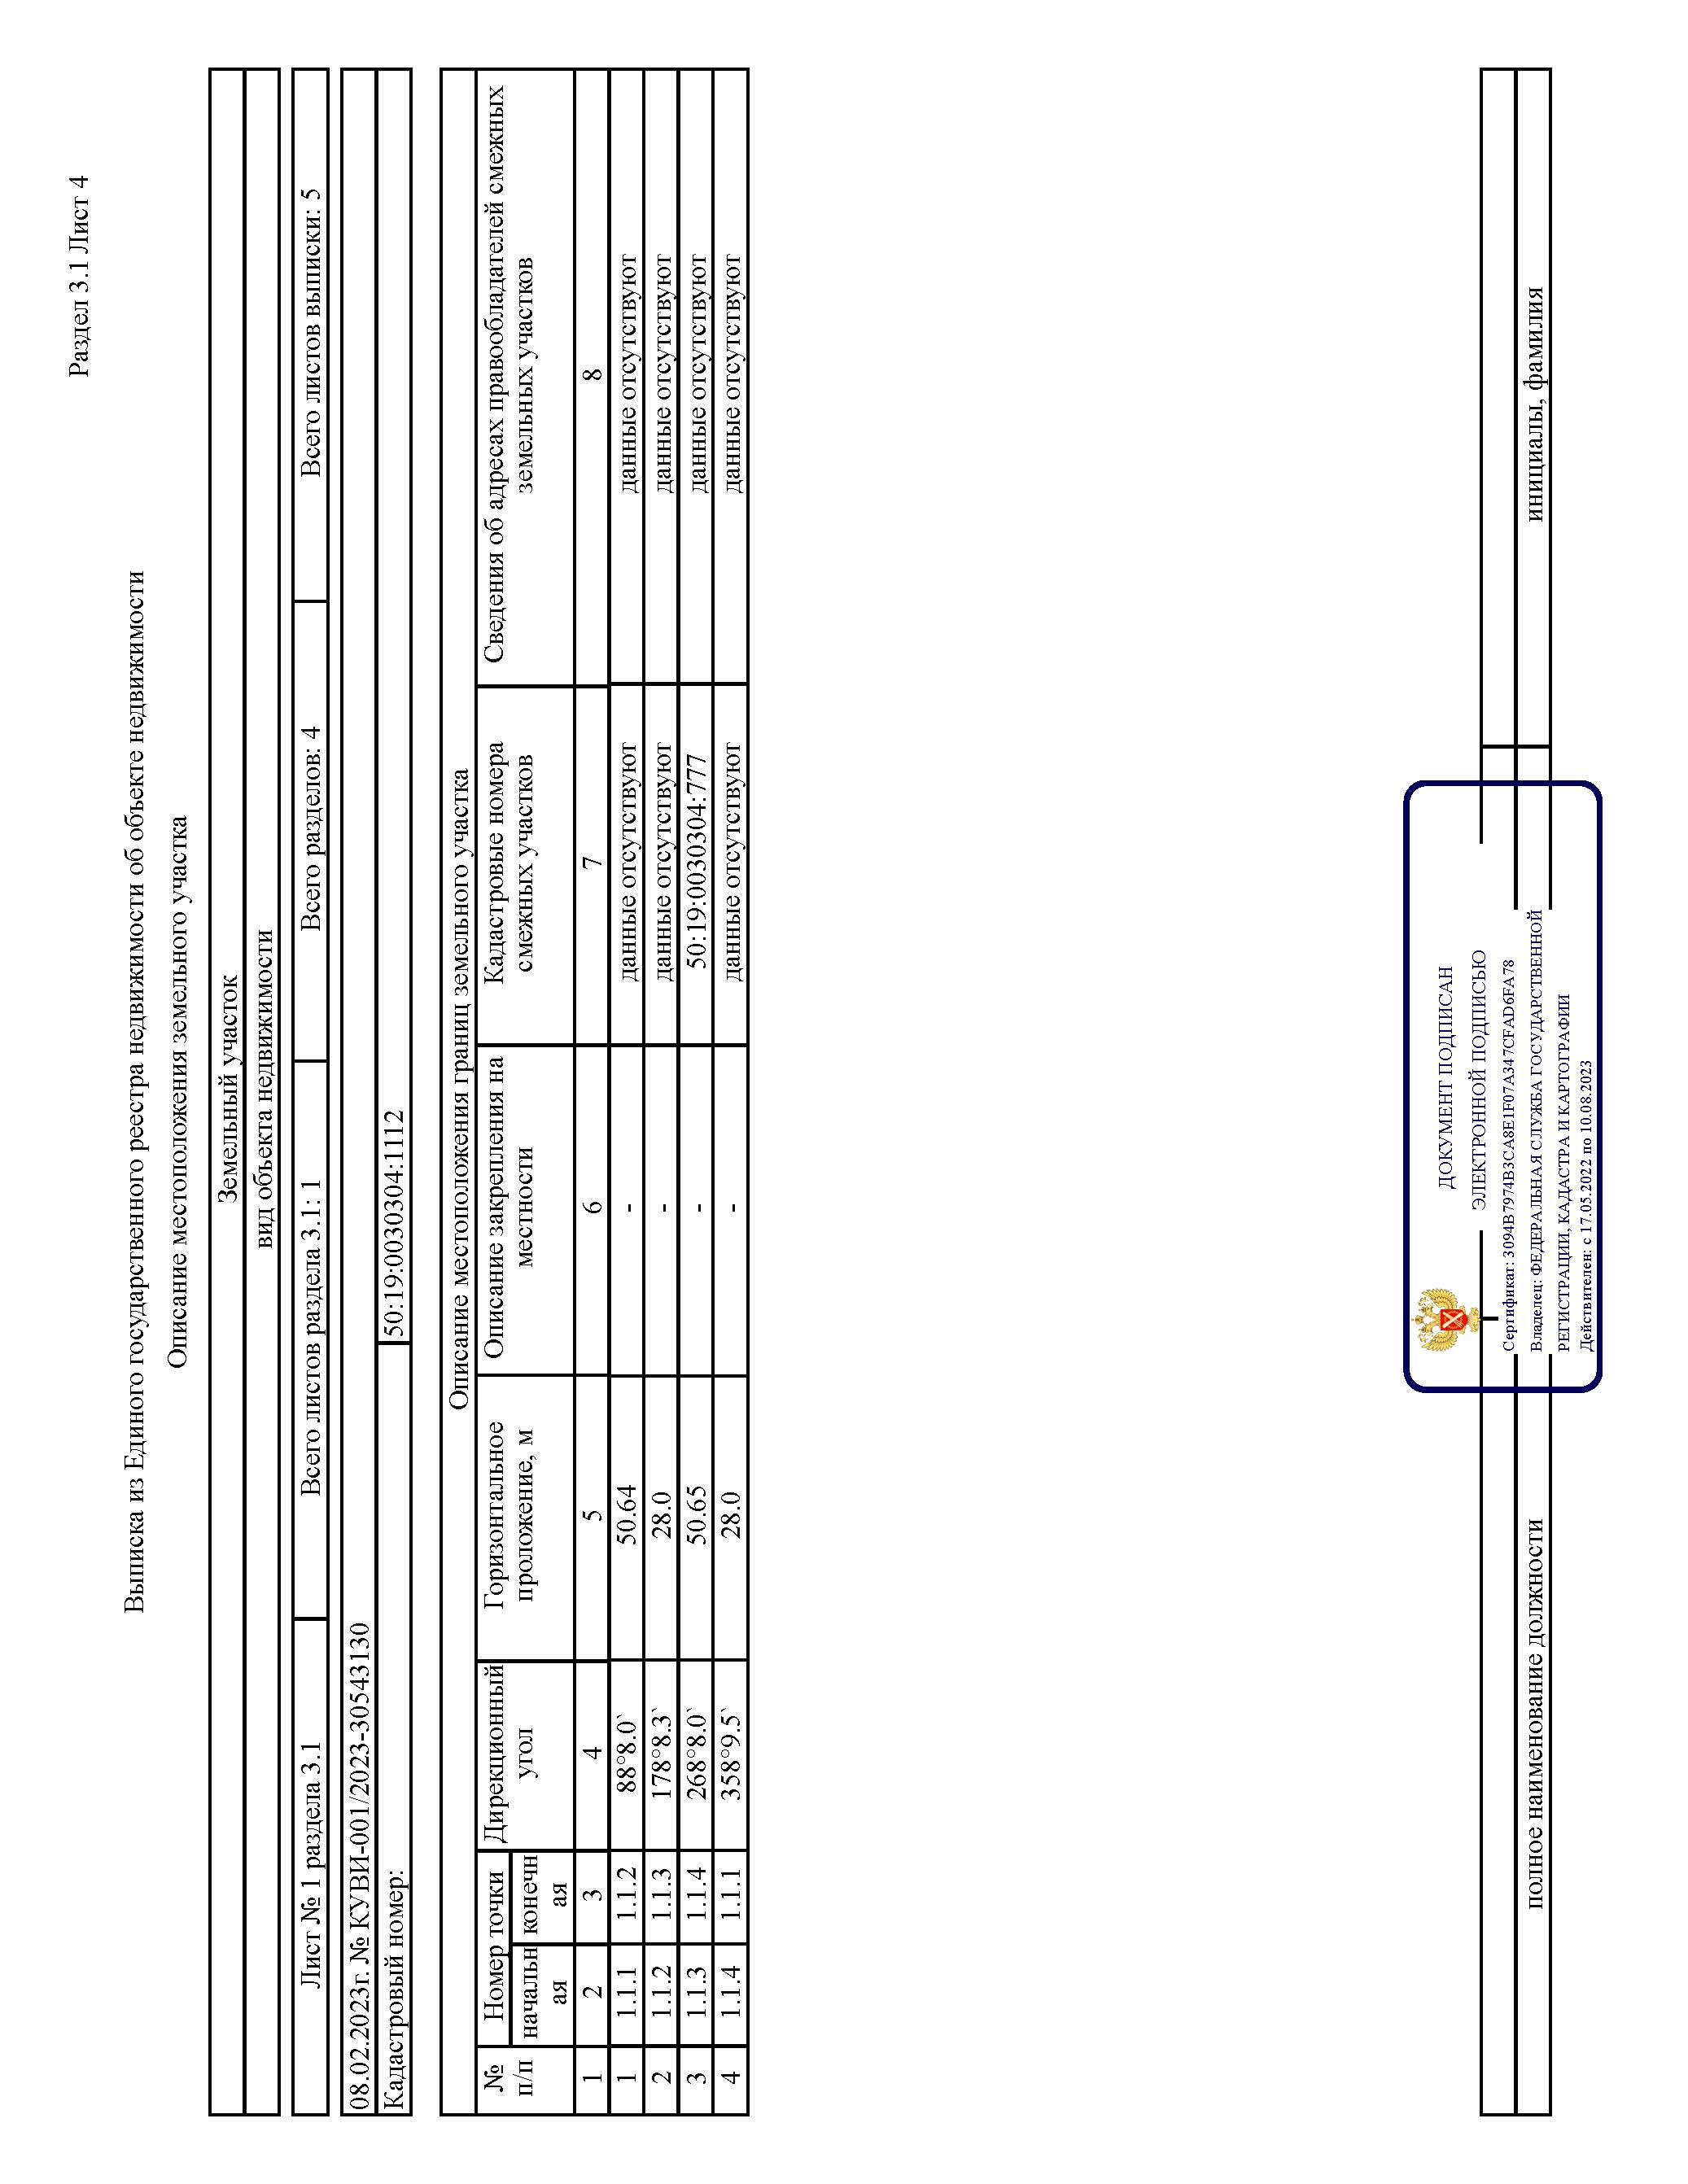 Раздел 3.1 Лист 4
Выписка из Единого государственного реестра недвижимости об объекте недвижимости
Описание местоположения земельного участка
Земельный участок
вид объекта недвижимости
Лист № 1 раздела 3.1 Всего листов раздела 3.1: 1 Всего разделов: 4 Всего листов выписки: 5
08.02.2023г. № КУВИ-001/2023-30543130
Кадастровый номер: 50:19:0030304:1112
Описание местоположения границ земельного участка
№ Номер точки Дирекционный Горизонтальное Описание закрепления на Кадастровые номера Сведения об адресах правообладателей смежных
п/п начальн конечн угол проложение, м местности смежных участков земельных участков
ая ая
1 2 3 4 5 6 7 8
1 1.1.1 1.1.2 88°8.0` 50.64 - данные отсутствуют данные отсутствуют
2 1.1.2 1.1.3 178°8.3` 28.0 - данные отсутствуют данные отсутствуют
3 1.1.3 1.1.4 268°8.0` 50.65 - 50:19:0030304:777 данные отсутствуют
4 1.1.4 1.1.1 358°9.5` 28.0 - данные отсутствуют данные отсутствуют
ДОКУМЕНТ ПОДПИСАН
ЭЛЕКТРОННОЙ ПОДПИСЬЮ
Сертификат: 3094B7974B3CA8E1F07A347CFAD6FA78
Владелец: ФЕДЕРАЛЬНАЯ СЛУЖБА ГОСУДАРСТВЕННОЙ
РЕГИСТРАЦИИ, КАДАСТРА И КАРТОГРАФИИ
Действителен: с 17.05.2022 по 10.08.2023
полное наименование должности инициалы, фамилия